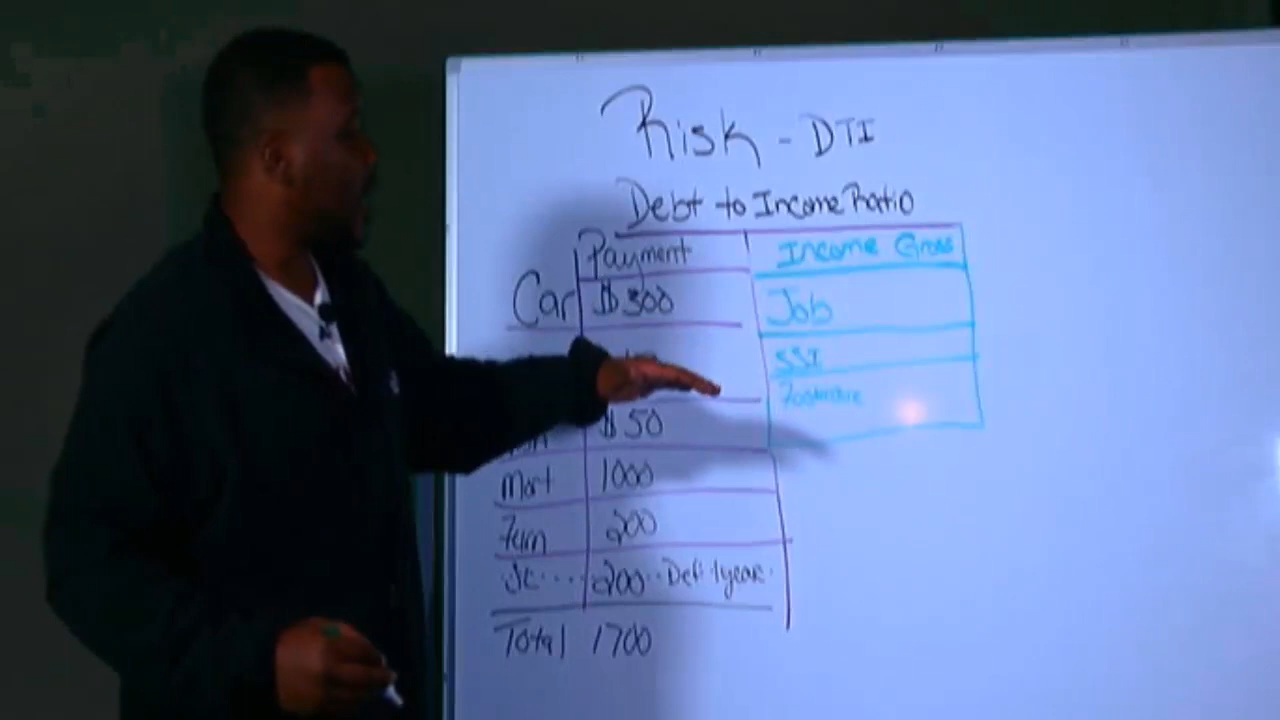 Risk - DTI
Debt to Income Ratio
Payment Income Gross
Car $300 Job
SSI
$50
Mort 1000
Furn 200
200 Def 1year
Total 1700